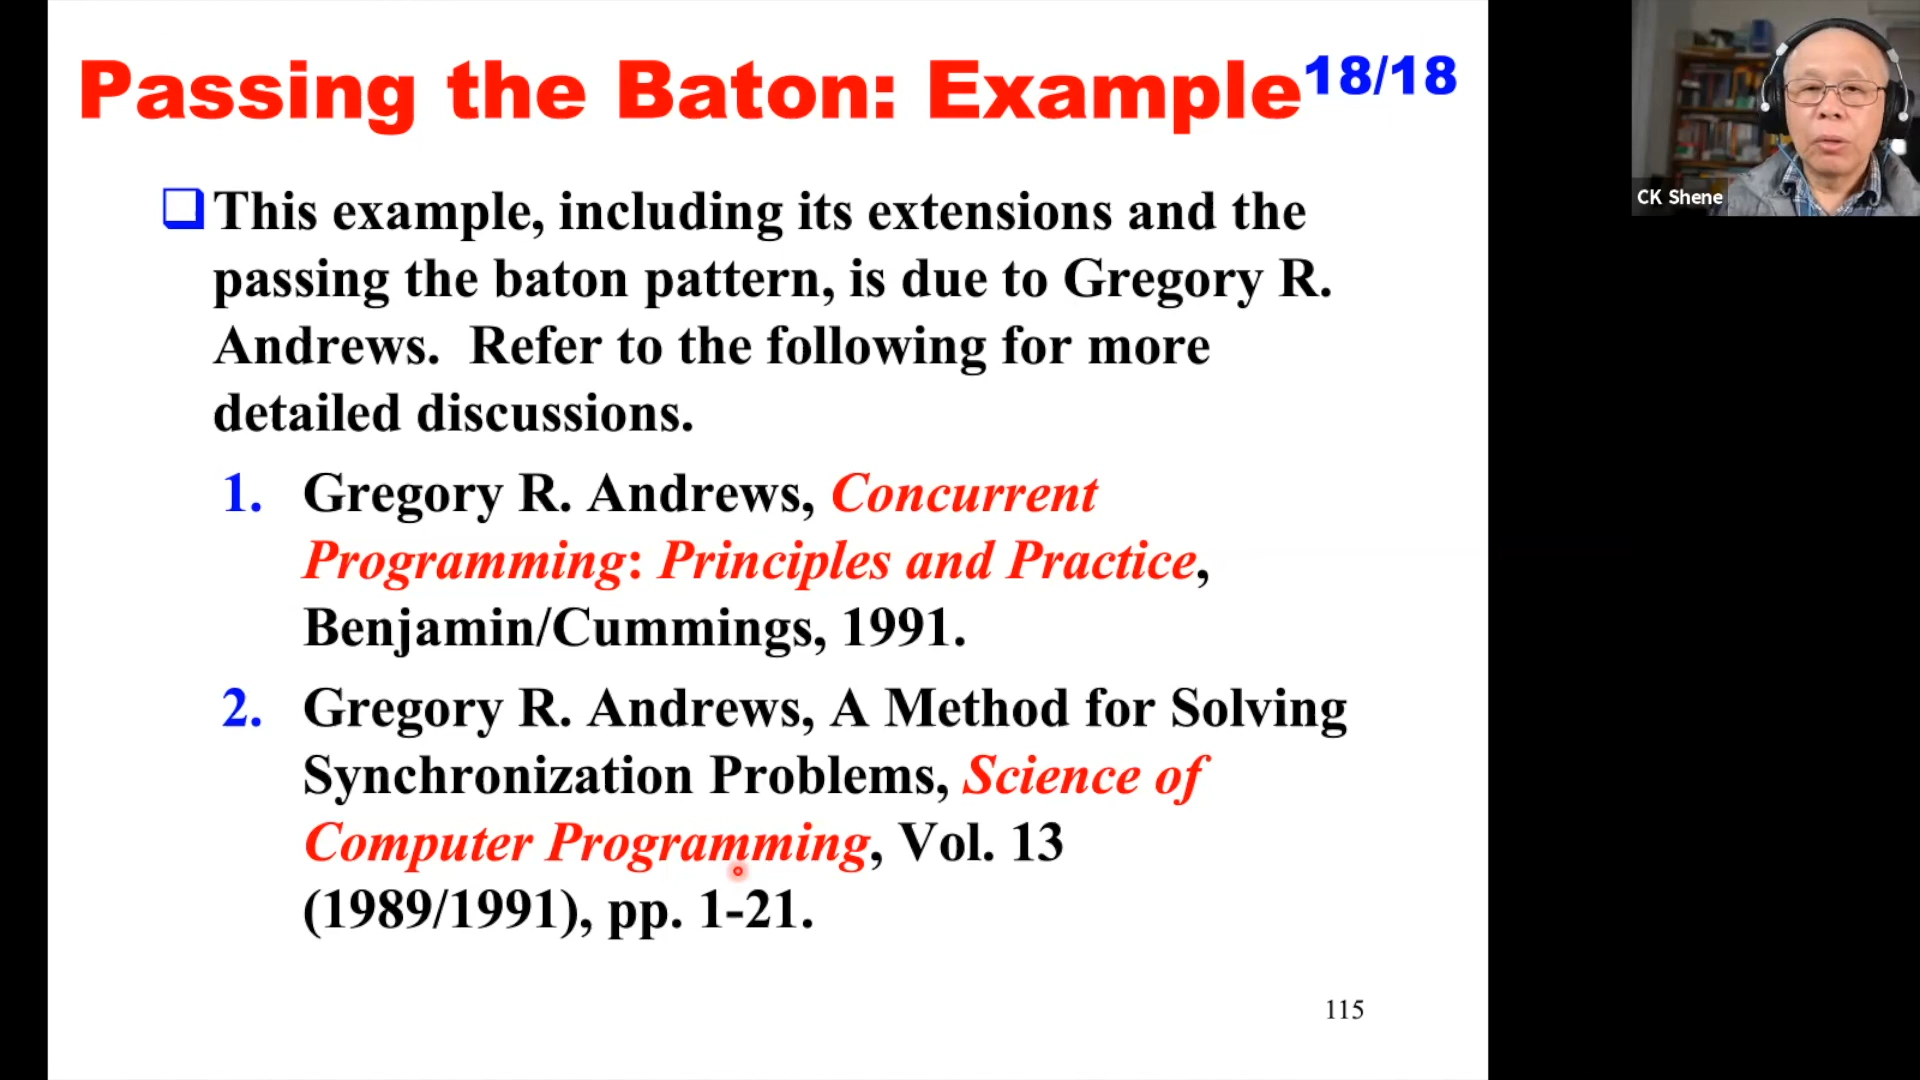 Passing the Baton: Example 18/18
This example, including its extensions and the
passing the baton pattern, is due to Gregory R.
Andrews. Refer to the following for more
detailed discussions.
1. Gregory R. Andrews, Concurrent
Programming: Principles and Practice,
Benjamin/Cummings, 1991.
2. Gregory R. Andrews, A Method for Solving
Synchronization Problems, Science of
Computer Programming, Vol. 13
(1989/1991), pp. 1-21.
115
CK Shene